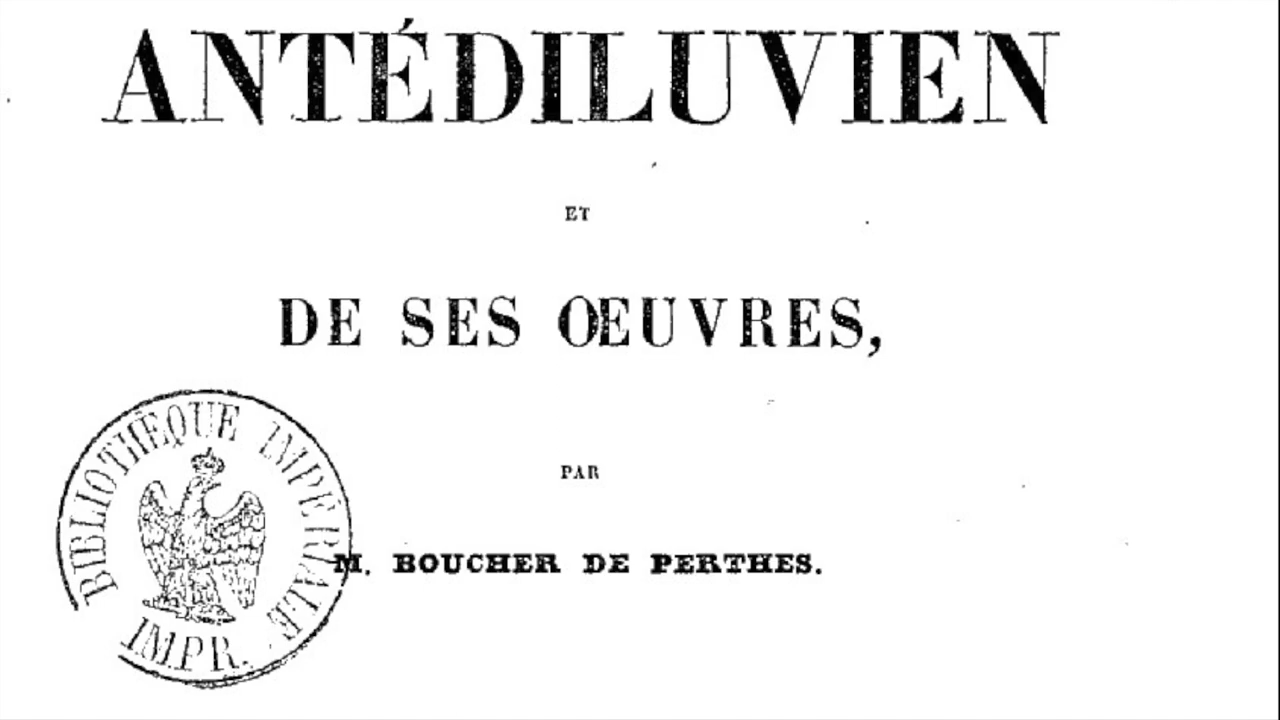 ANTÉDILUVIEN
ET
DE SES ŒUVRES,
PAR
M. BOUCHER DE PERTHES.
BIBLIOTHÈQUE IMPÉRIALE
IMPR.